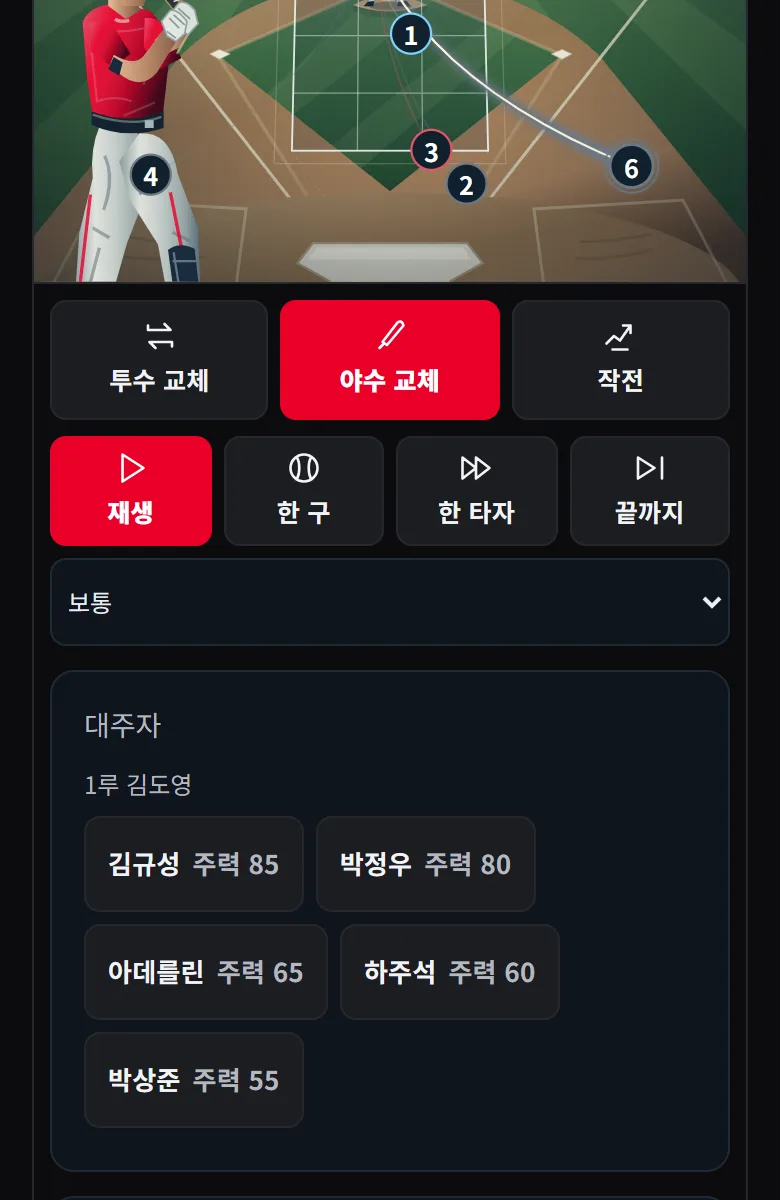 1
3
2
4
6
투수 교체
야수 교체
작전
재생
한 구
한 타자
끝까지
보통
대주자
1루 김도영
김규성 주력 85
박정우 주력 80
아데를린 주력 65
하주석 주력 60
박상준 주력 55